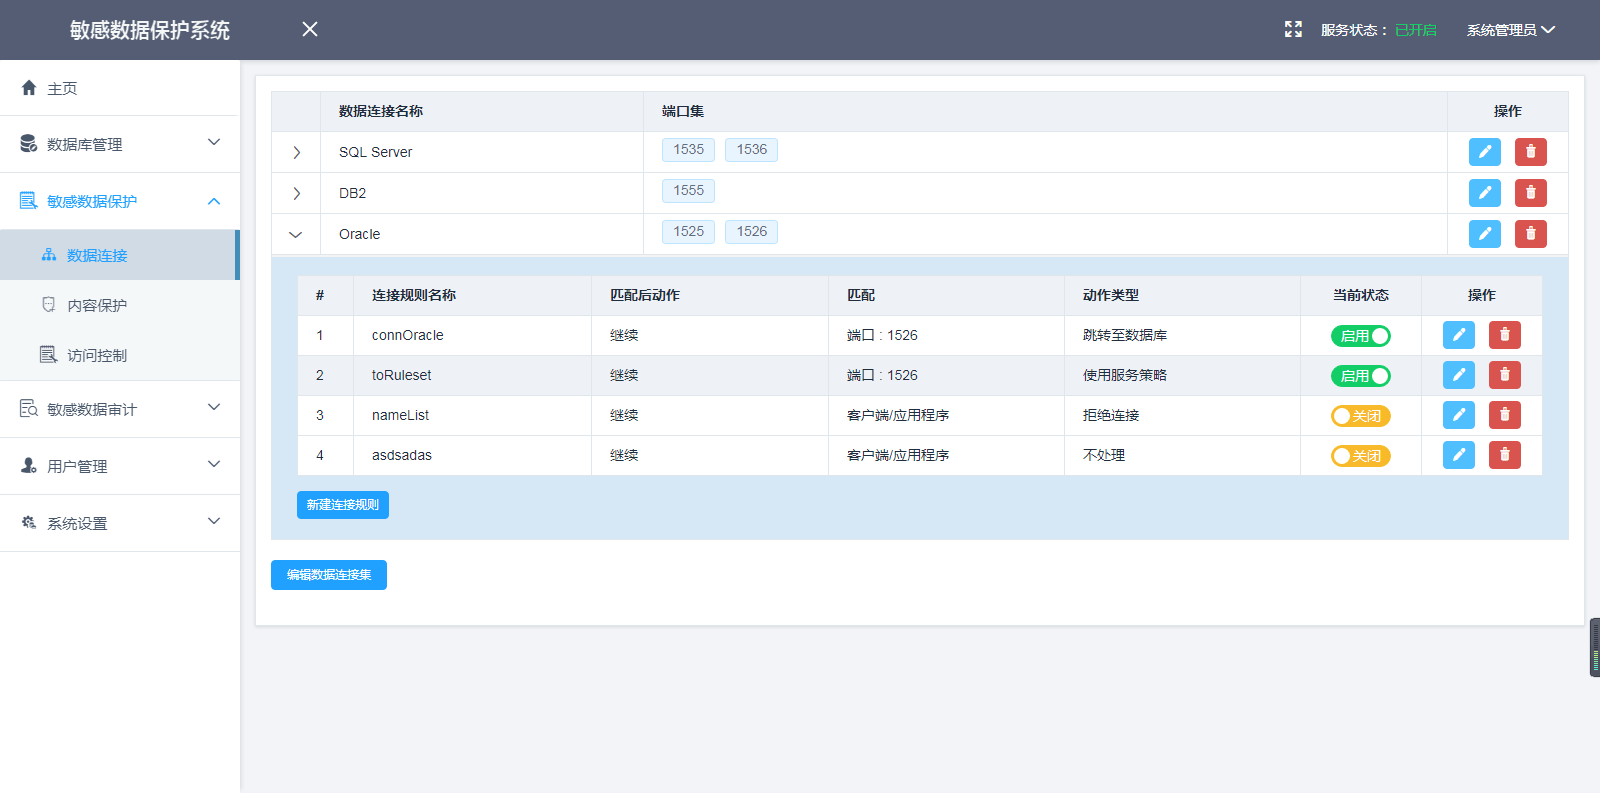 敏感数据保护系统
服务状态： 已开启
系统管理员
主页
数据库管理
敏感数据保护
数据连接
内容保护
访问控制
敏感数据审计
用户管理
系统设置
数据连接名称 端口集 操作
SQL Server 1535 1536
DB2 1555
Oracle 1525 1526
# 连接规则名称 匹配后动作 匹配 动作类型 当前状态 操作
1 connOracle 继续 端口 : 1526 跳转至数据库 启用
2 toRuleset 继续 端口 : 1526 使用服务策略 启用
3 nameList 继续 客户端/应用程序 拒绝连接 关闭
4 asdsadas 继续 客户端/应用程序 不处理 关闭
新建连接规则
编辑数据连接集